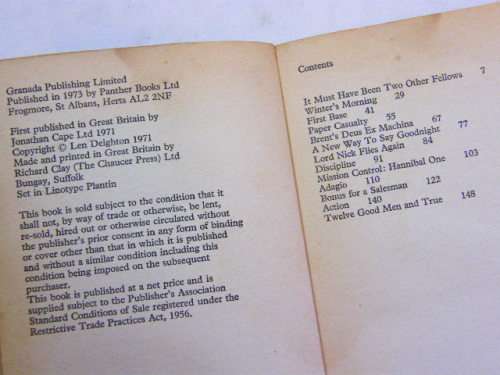 Granada Publishing Limited
Published in 1973 by Panther Books Ltd
Frogmore, St Albans, Herts AL2 2NF
First published in Great Britain by
Jonathan Cape Ltd 1971
Copyright © Len Deighton 1971
Made and printed in Great Britain by
Richard Clay (The Chaucer Press) Ltd
Bungay, Suffolk
Set in Linotype Plantin
This book is sold subject to the condition that it
shall not, by way of trade or otherwise, be lent,
re-sold, hired out or otherwise circulated without
the publisher's prior consent in any form of binding
or cover other than that in which it is published
and without a similar condition including this
condition being imposed on the subsequent
purchaser.
This book is published at a net price and is
supplied subject to the Publisher's Association
Standard Conditions of Sale registered under the
Restrictive Trade Practices Act, 1956.
Contents
It Must Have Been Two Other Fellows 7
Winter's Morning 29
First Base 41
Paper Casualty 55
Brent's Deus Ex Machina 67
A New Way To Say Goodnight 77
Lord Nick Flies Again 84
Discipline 91
Mission Control: Hannibal One 103
Adagio 110
Bonus for a Salesman 122
Action 140
Twelve Good Men and True 148